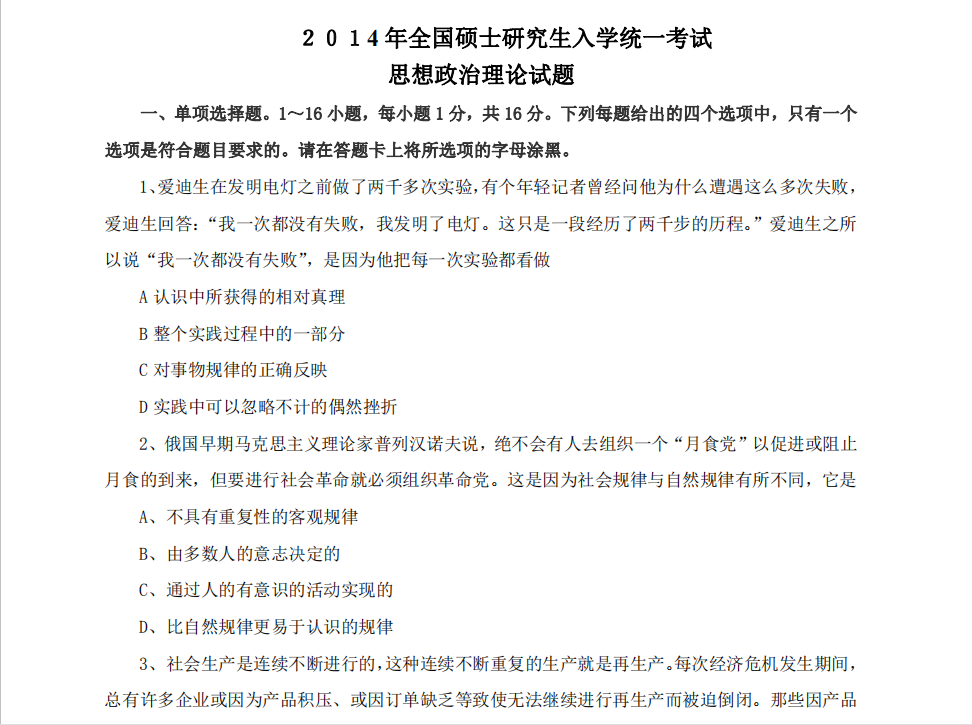 ２０１４年全国硕士研究生入学统一考试
思想政治理论试题
一、单项选择题。1～16 小题，每小题 1 分，共 16 分。下列每题给出的四个选项中，只有一个
选项是符合题目要求的。请在答题卡上将所选项的字母涂黑。
1、爱迪生在发明电灯之前做了两千多次实验，有个年轻记者曾经问他为什么遭遇这么多次失败，
爱迪生回答：“我一次都没有失败，我发明了电灯。这只是一段经历了两千步的历程。”爱迪生之所
以说“我一次都没有失败”，是因为他把每一次实验都看做
A 认识中所获得的相对真理
B 整个实践过程中的一部分
C 对事物规律的正确反映
D 实践中可以忽略不计的偶然挫折
2、俄国早期马克思主义理论家普列汉诺夫说，绝不会有人去组织一个“月食党”以促进或阻止
月食的到来，但要进行社会革命就必须组织革命党。这是因为社会规律与自然规律有所不同，它是
A、不具有重复性的客观规律
B、由多数人的意志决定的
C、通过人的有意识的活动实现的
D、比自然规律更易于认识的规律
3、社会生产是连续不断进行的，这种连续不断重复的生产就是再生产。每次经济危机发生期间，
总有许多企业或因为产品积压、或因订单缺乏等致使无法继续进行再生产而被迫倒闭。那些因产品